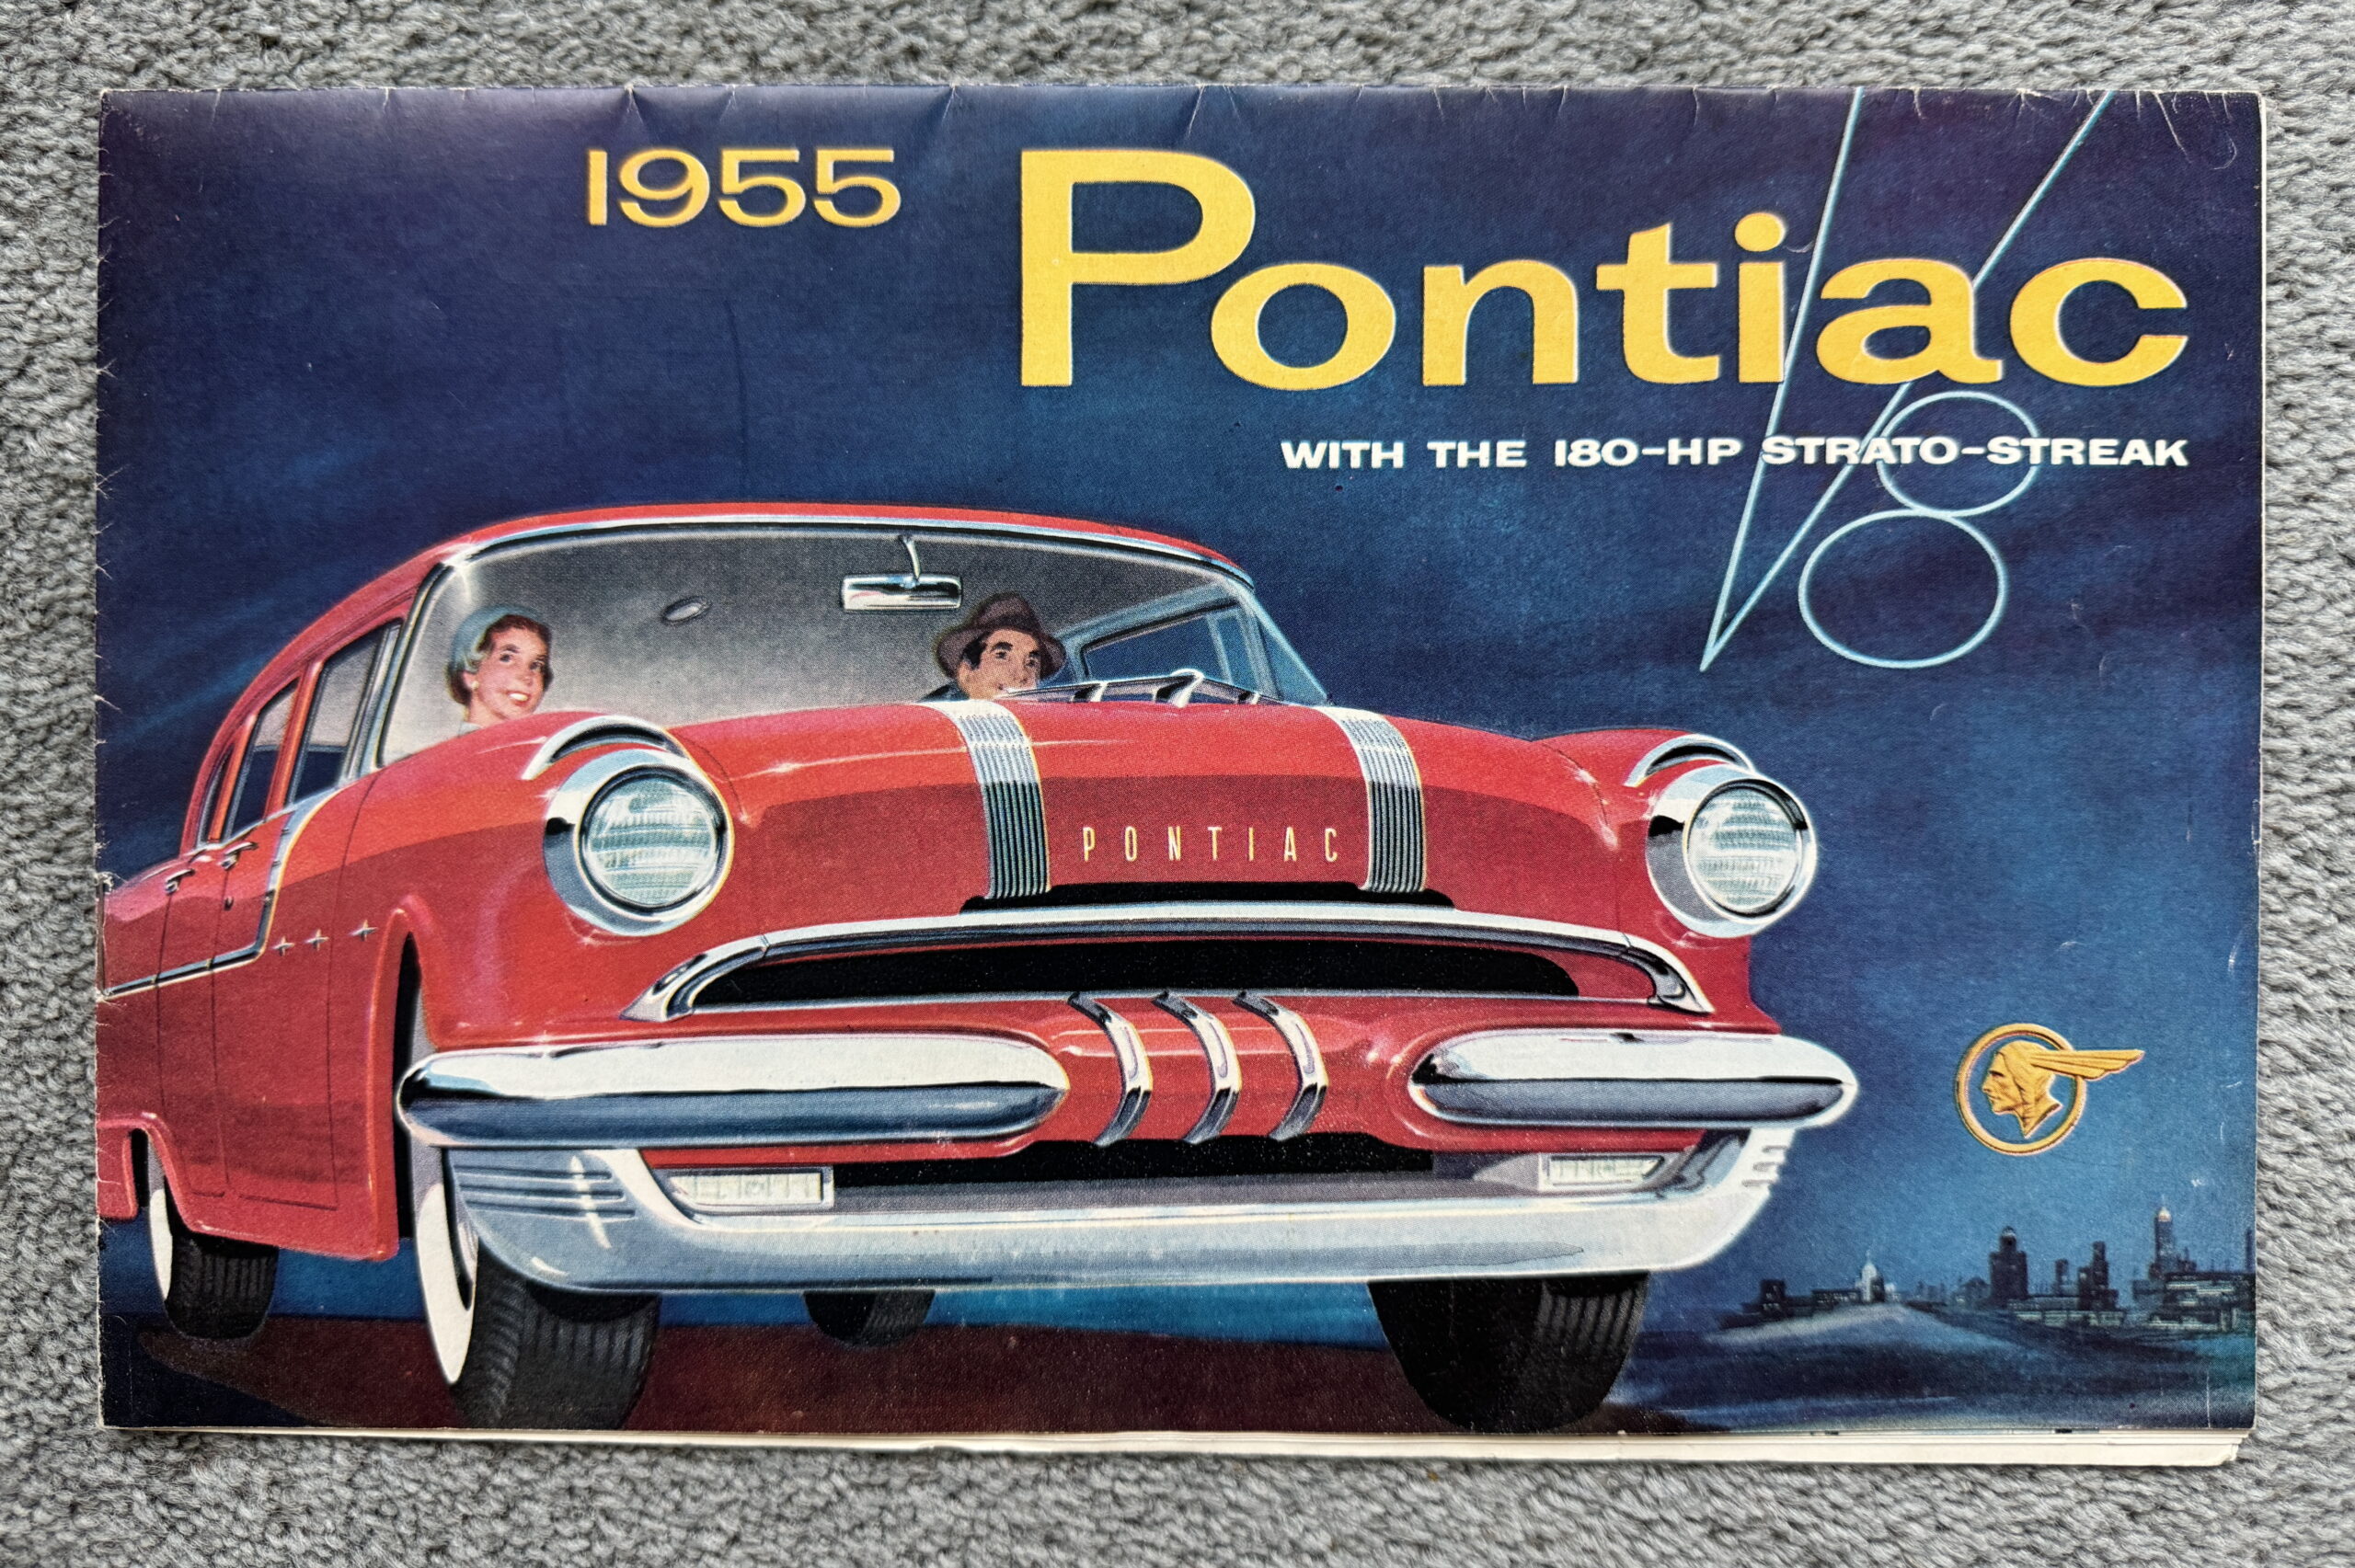 1955 Pontiac
WITH THE 180-HP STRATO-STREAK
V8
PONTIAC